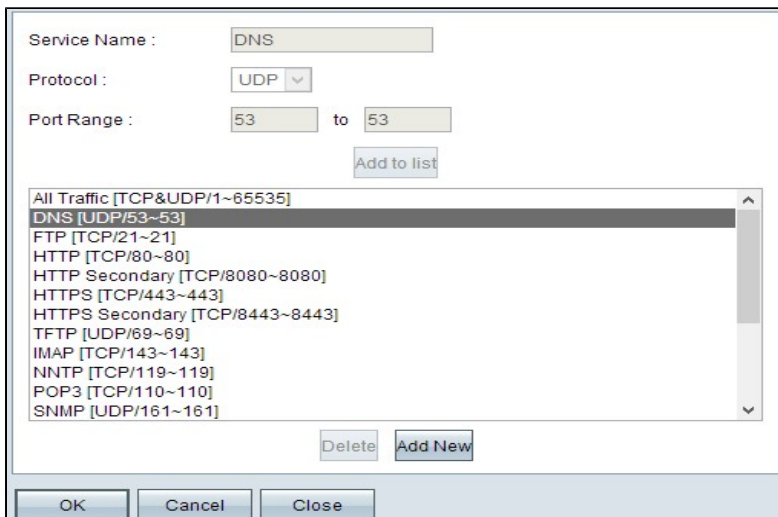 Service Name : DNS
Protocol : UDP
Port Range : 53 to 53
Add to list
All Traffic [TCP&UDP/1~65535]
DNS [UDP/53~53]
FTP [TCP/21~21]
HTTP [TCP/80~80]
HTTP Secondary [TCP/8080~8080]
HTTPS [TCP/443~443]
HTTPS Secondary [TCP/8443~8443]
TFTP [UDP/69~69]
IMAP [TCP/143~143]
NNTP [TCP/119~119]
POP3 [TCP/110~110]
SNMP [UDP/161~161]
Delete Add New
OK Cancel Close